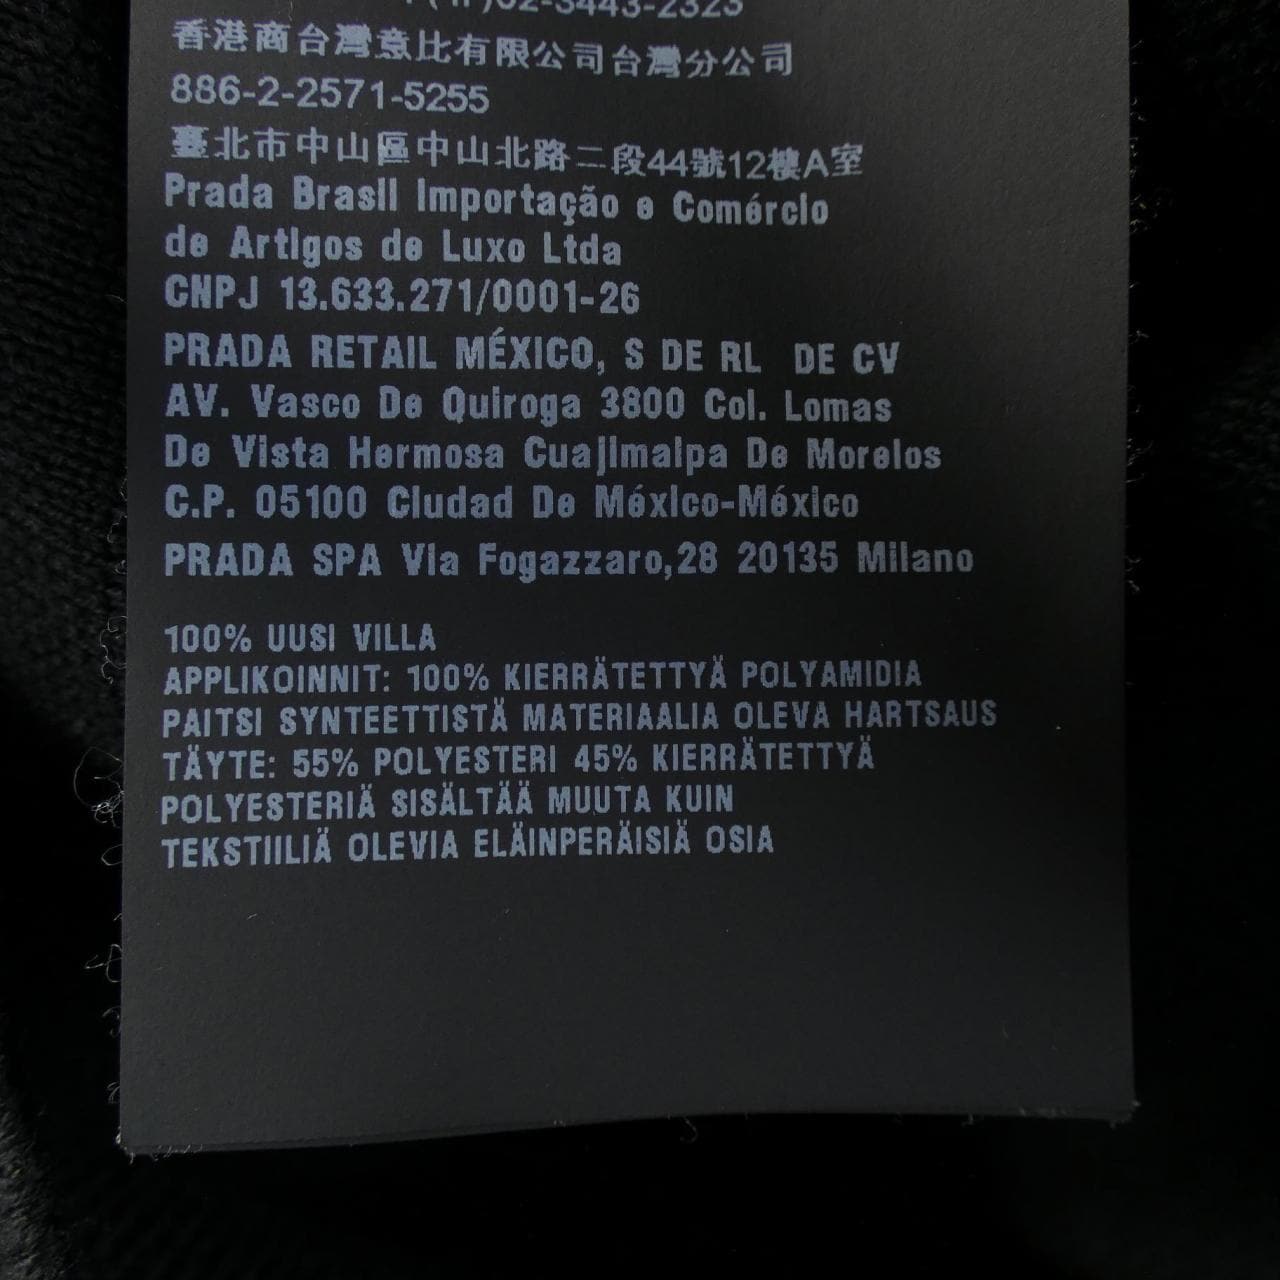 02-3443-2323
香港商台灣意比有限公司台灣分公司
886-2-2571-5255
臺北市中山區中山北路二段44號12樓A室
Prada Brasil Importação e Comércio
de Artigos de Luxo Ltda
CNPJ 13.633.271/0001-26
PRADA RETAIL MÉXICO, S DE RL DE CV
AV. Vasco De Quiroga 3800 Col. Lomas
De Vista Hermosa Cuajimalpa De Morelos
C.P. 05100 Ciudad De México-México
PRADA SPA Via Fogazzaro,28 20135 Milano
100% UUSI VILLA
APPLIKOINNIT: 100% KIERRÄTETTYÄ POLYAMIDIA
PAITSI SYNTEETTISTÄ MATERIAALIA OLEVA HARTSAUS
TÄYTE: 55% POLYESTERI 45% KIERRÄTETTYÄ
POLYESTERIÄ SISÄLTÄÄ MUUTA KUIN
TEKSTIILIÄ OLEVIA ELÄINPERÄISIÄ OSIA